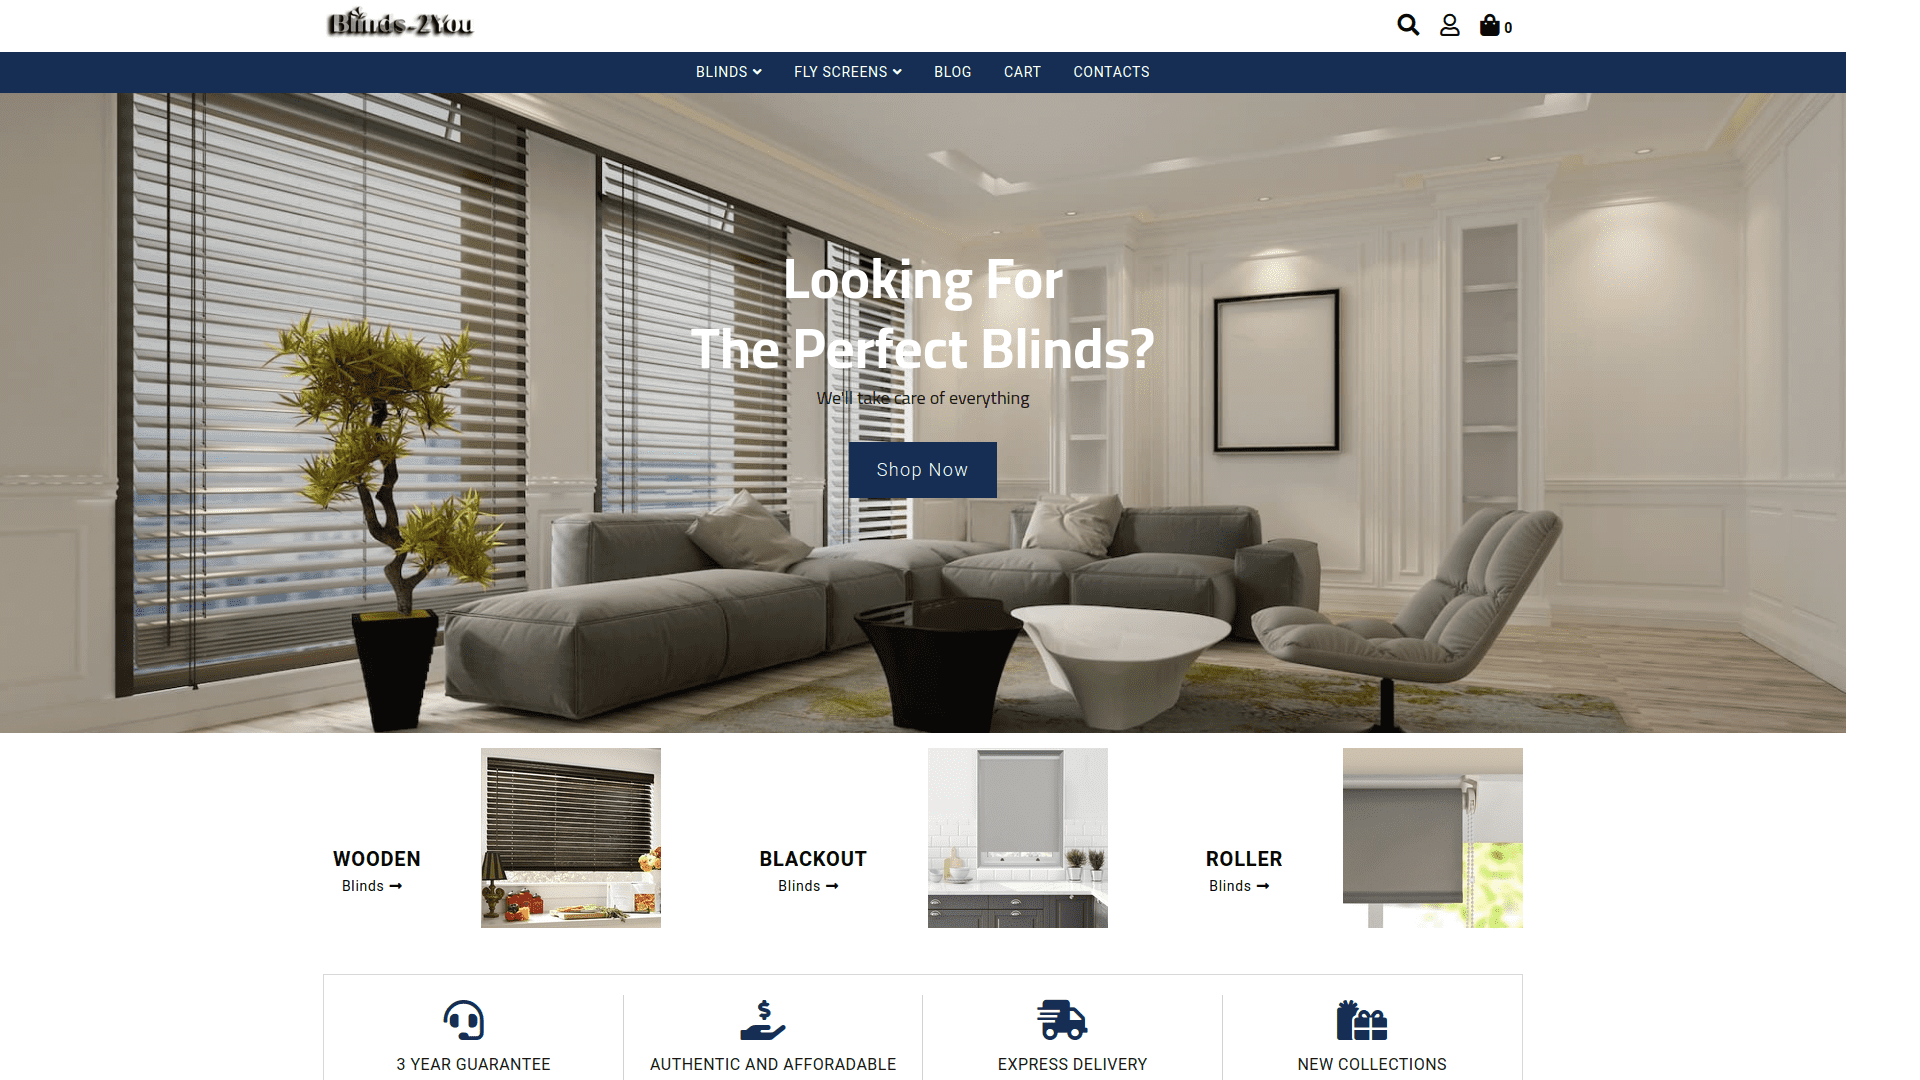 Blinds-2You
0
BLINDS
FLY SCREENS
BLOG
CART
CONTACTS
Looking For
The Perfect Blinds?
We'll take care of everything
Shop Now
WOODEN
Blinds
BLACKOUT
Blinds
ROLLER
Blinds
3 YEAR GUARANTEE
AUTHENTIC AND AFFORADABLE
EXPRESS DELIVERY
NEW COLLECTIONS